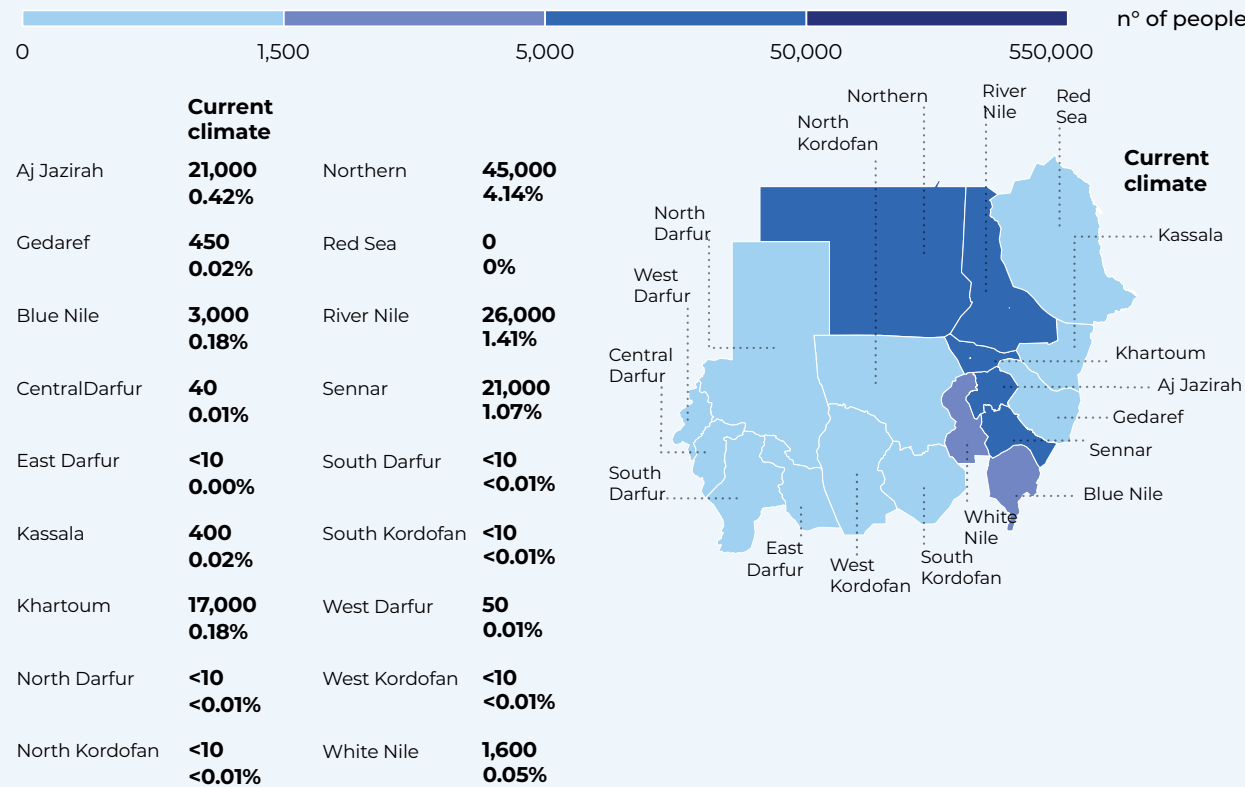 n° of people
0
1,500
5,000
50,000
550,000
Current
climate
Aj Jazirah
21,000
0.42%
Gedaref
450
0.02%
Blue Nile
3,000
0.18%
CentralDarfur
40
0.01%
East Darfur
<10
0.00%
Kassala
400
0.02%
Khartoum
17,000
0.18%
North Darfur
<10
<0.01%
North Kordofan
<10
<0.01%
Northern
45,000
4.14%
Red Sea
0
0%
River Nile
26,000
1.41%
Sennar
21,000
1.07%
South Darfur
<10
<0.01%
South Kordofan
<10
<0.01%
West Darfur
50
0.01%
West Kordofan
<10
<0.01%
White Nile
1,600
0.05%
Northern
River
Nile
Red
Sea
North
Kordofan
Current
climate
North
Darfur
Kassala
West
Darfur
Central
Darfur
Khartoum
Aj Jazirah
Gedaref
Sennar
South
Darfur
Blue Nile
White
Nile
East
Darfur
West
Kordofan
South
Kordofan